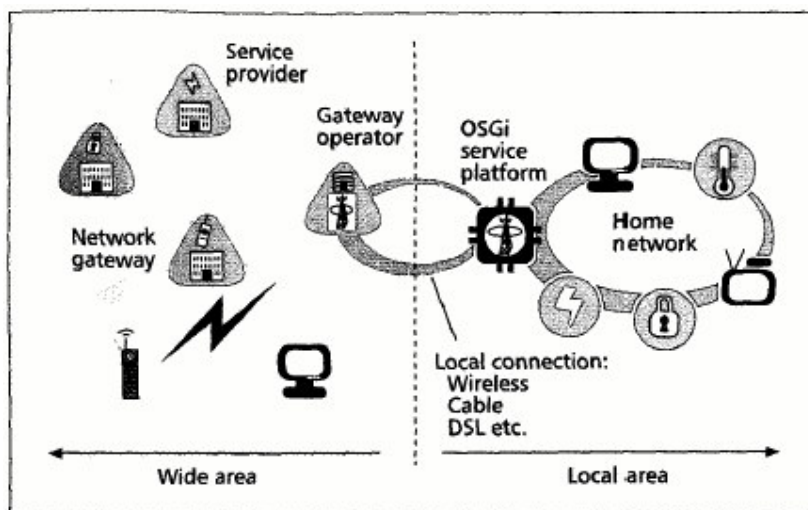 Service
provider
Gateway
operator
OSGi
service
platform
Network
gateway
Home
network
Local connection:
Wireless
Cable
DSL etc.
Wide area
Local area